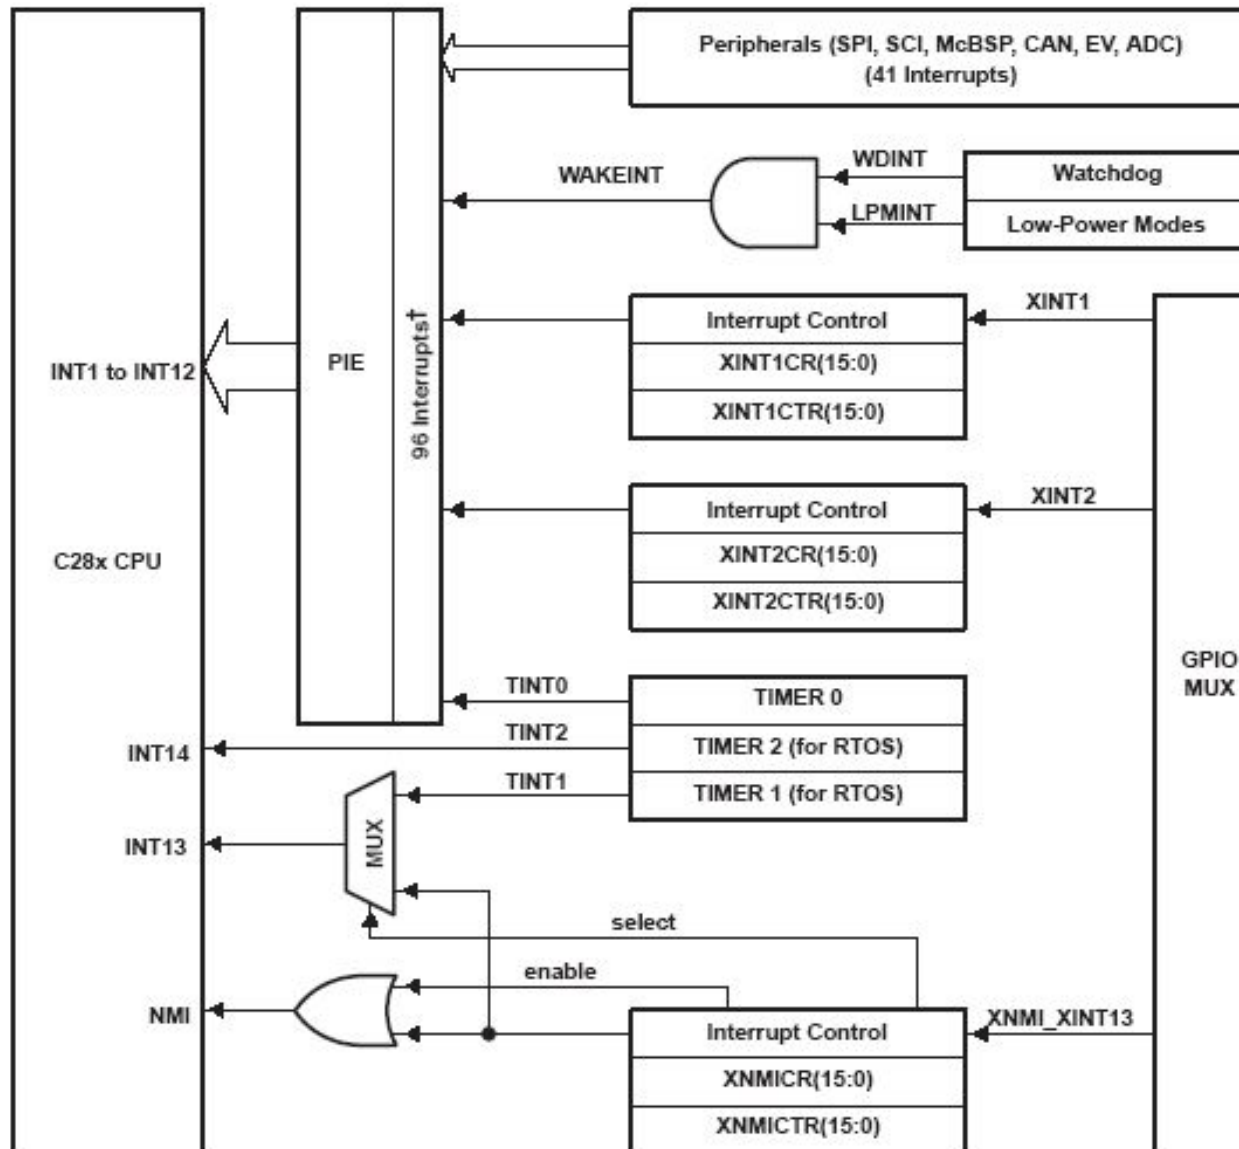 Peripherals (SPI, SCI, McBSP, CAN, EV, ADC)
(41 Interrupts)
WDINT
Watchdog
WAKEINT
LPMINT
Low-Power Modes
XINT1
Interrupt Control
96 Interrupts†
PIE
INT1 to INT12
XINT1CR(15:0)
XINT1CTR(15:0)
XINT2
Interrupt Control
C28x CPU
XINT2CR(15:0)
XINT2CTR(15:0)
GPIO
MUX
TINT0
TIMER 0
TINT2
INT14
TIMER 2 (for RTOS)
TINT1
TIMER 1 (for RTOS)
INT13
MUX
select
enable
NMI
XNMI_XINT13
Interrupt Control
XNMICR(15:0)
XNMICTR(15:0)